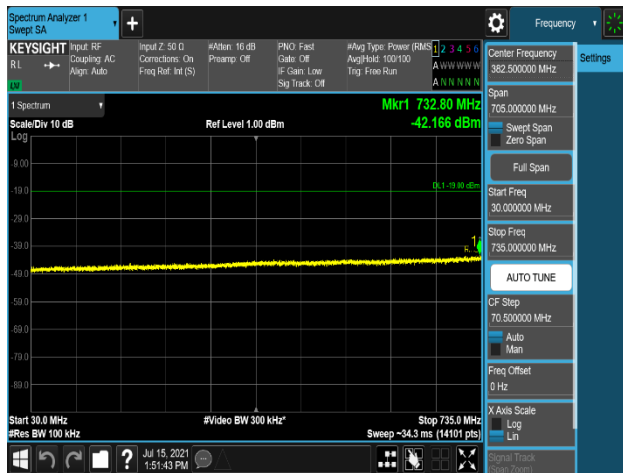 Spectrum Analyzer 1
Swept SA
Frequency
KEYSIGHT
Input: RF
Coupling: AC
Align: Auto
Input Z: 50 Ω
Corrections: On
Freq Ref: Int (S)
#Atten: 16 dB
Preamp: Off
PNO: Fast
Gate: Off
IF Gain: Low
Sig Track: Off
#Avg Type: Power (RMS
Avg|Hold: 100/100
Trig: Free Run
1 2 3 4 5 6
A W W W W W
A N N N N N
RL
LW
Center Frequency
382.500000 MHz
Settings
Span
705.000000 MHz
Swept Span
Zero Span
Full Span
Start Freq
30.000000 MHz
Stop Freq
735.000000 MHz
AUTO TUNE
CF Step
70.500000 MHz
Auto
Man
Freq Offset
0 Hz
X Axis Scale
Log
Lin
Signal Track
(Span Zoom)
1 Spectrum
Mkr1 732.80 MHz
Scale/Div 10 dB
Ref Level 1.00 dBm
-42.166 dBm
Log
-9.00
DL1 -19.00 dBm
-19.0
-29.0
-39.0
1
-49.0
-59.0
-69.0
-79.0
-89.0
Start 30.0 MHz
#Video BW 300 kHz*
Stop 735.0 MHz
#Res BW 100 kHz
Sweep ~34.3 ms (14101 pts)
?
Jul 15, 2021
1:51:43 PM